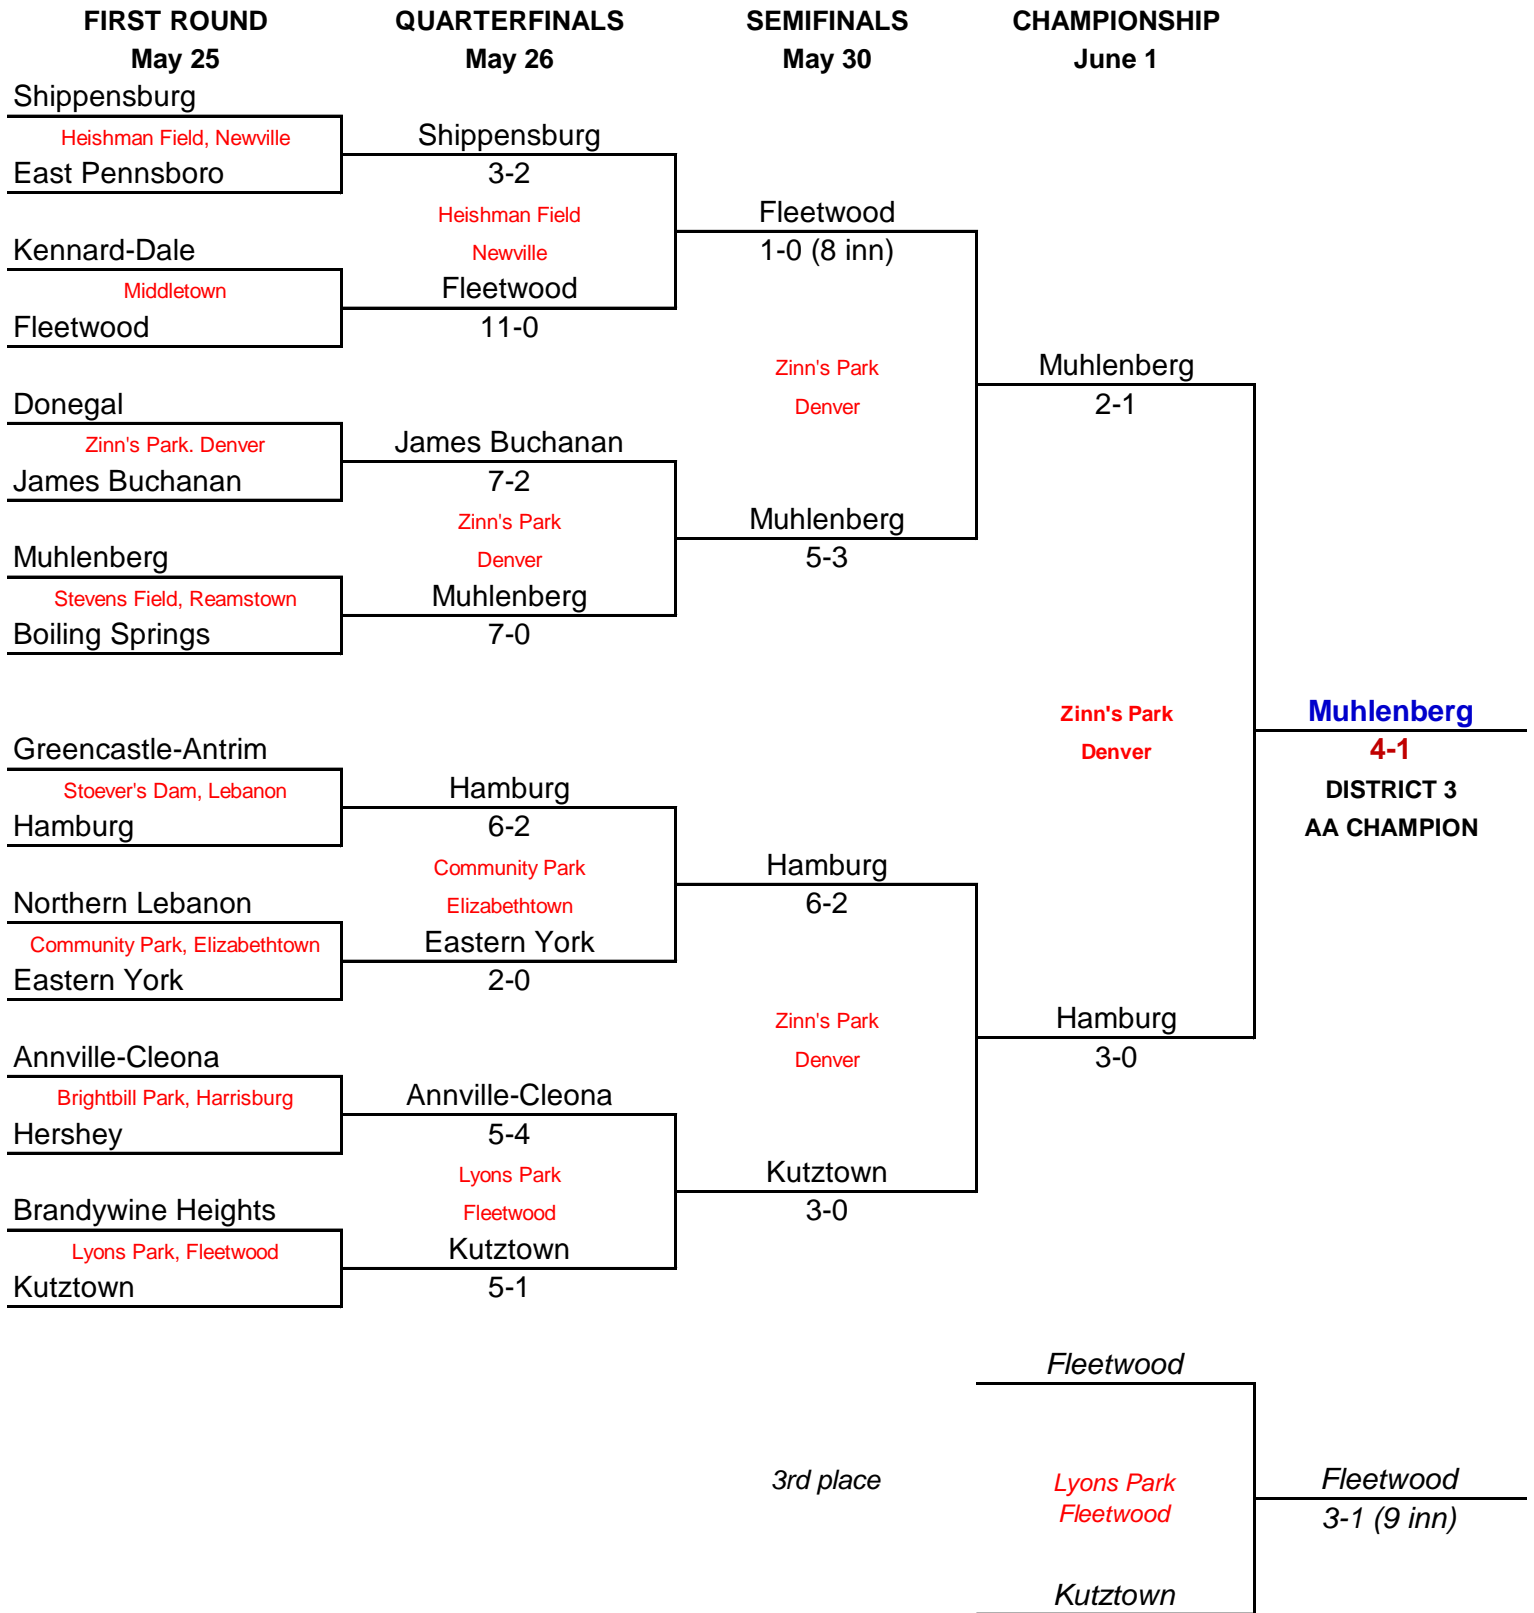 FIRST ROUND QUARTERFINALS SEMIFINALS CHAMPIONSHIP
May 25 May 26 May 30 June 1
Shippensburg
Heishman Field, Newville Shippensburg
East Pennsboro 3-2
Heishman Field Fleetwood
Kennard-Dale Newville 1-0 (8 inn)
Middletown Fleetwood
Fleetwood 11-0
Zinn's Park Muhlenberg
Donegal Denver 2-1
Zinn's Park. Denver James Buchanan
James Buchanan 7-2
Zinn's Park Muhlenberg
Muhlenberg Denver 5-3
Stevens Field, Reamstown Muhlenberg
Boiling Springs 7-0
Zinn's Park Muhlenberg
Greencastle-Antrim Denver 4-1
Stoever's Dam, Lebanon Hamburg DISTRICT 3
Hamburg 6-2 AA CHAMPION
Community Park Hamburg
Northern Lebanon Elizabethtown 6-2
Community Park, Elizabethtown Eastern York
Eastern York 2-0
Zinn's Park Hamburg
Annville-Cleona Denver 3-0
Brightbill Park, Harrisburg Annville-Cleona
Hershey 5-4
Lyons Park Kutztown
Brandywine Heights Fleetwood 3-0
Lyons Park, Fleetwood Kutztown
Kutztown 5-1
Fleetwood
3rd place Lyons Park Fleetwood
Fleetwood 3-1 (9 inn)
Kutztown